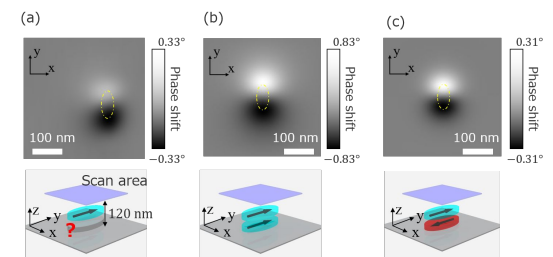 (a)
(b)
(c)
y
x
100 nm
0.33°
Phase shift
−0.33°
y
x
100 nm
0.83°
Phase shift
−0.83°
y
x
100 nm
0.31°
Phase shift
−0.31°
Scan area
z
y
x
?
120 nm
z
y
x
z
y
x